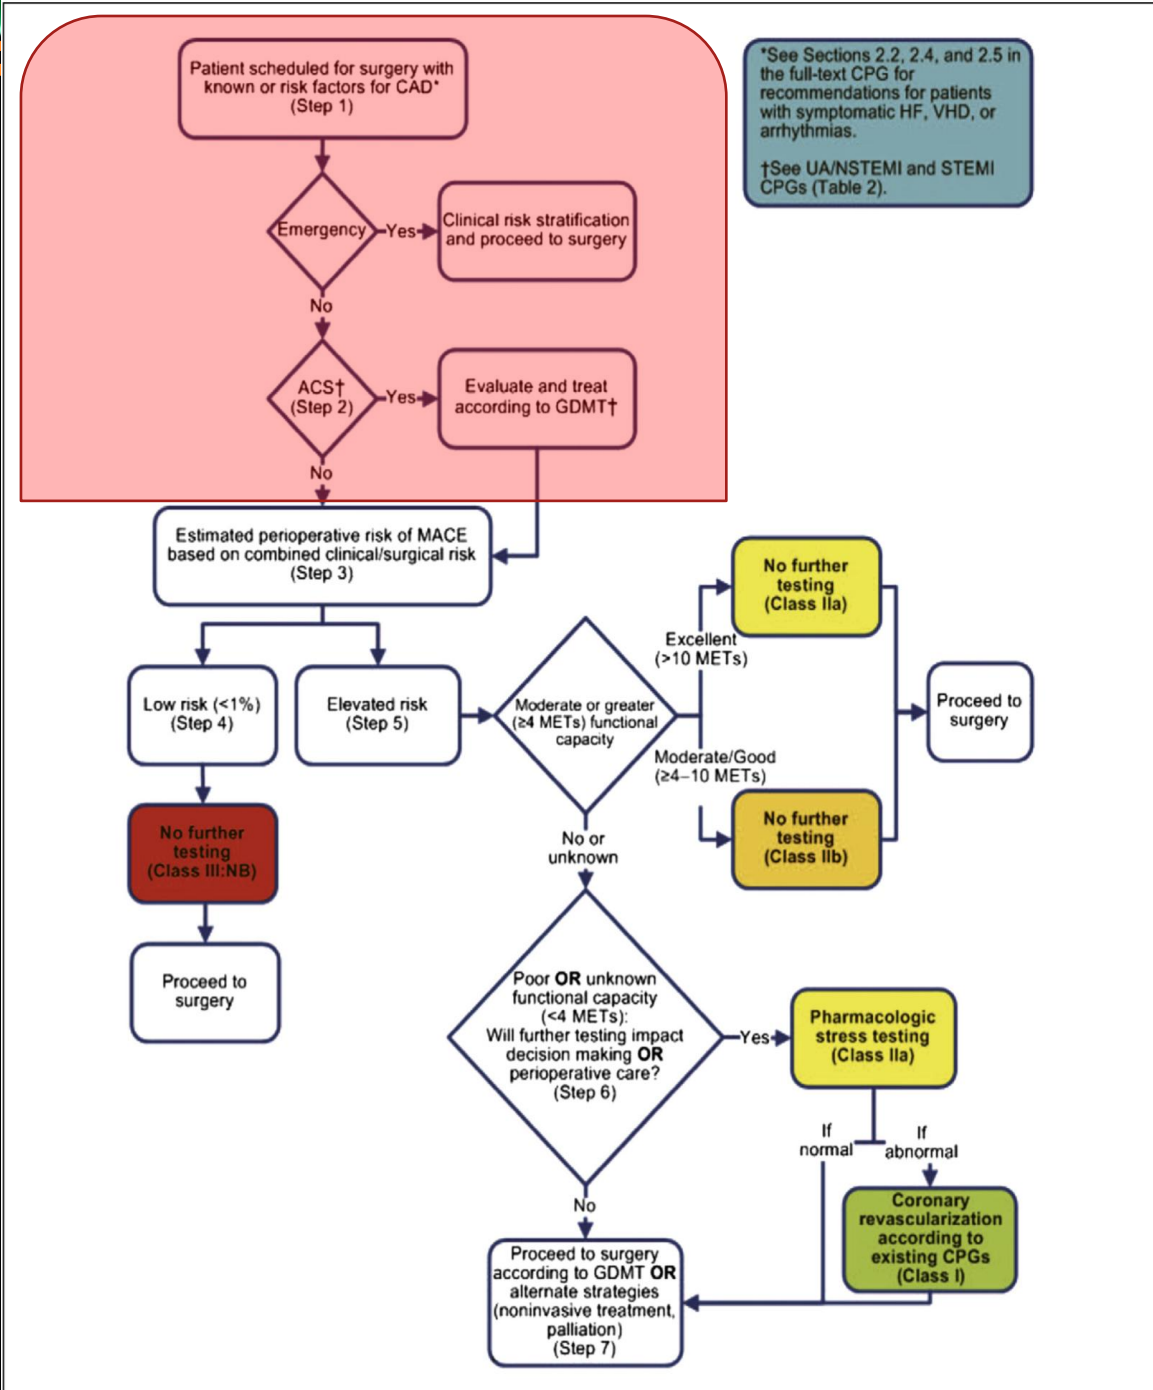 Patient scheduled for surgery with
known or risk factors for CAD*
(Step 1)
*See Sections 2.2, 2.4, and 2.5 in
the full-text CPG for
recommendations for patients
with symptomatic HF, VHD, or
arrhythmias.
†See UA/NSTEMI and STEMI
CPGs (Table 2).
Emergency
Yes
Clinical risk stratification
and proceed to surgery
No
ACS†
(Step 2)
Yes
Evaluate and treat
according to GDMT†
No
Estimated perioperative risk of MACE
based on combined clinical/surgical risk
(Step 3)
Low risk (<1%)
(Step 4)
Elevated risk
(Step 5)
Moderate or greater
(≥4 METs) functional
capacity
Excellent
(>10 METs)
No further
testing
(Class IIa)
Moderate/Good
(≥4–10 METs)
No further
testing
(Class IIb)
Proceed to
surgery
No further
testing
(Class III:NB)
Proceed to
surgery
No or
unknown
Poor OR unknown
functional capacity
(<4 METs):
Will further testing impact
decision making OR
perioperative care?
(Step 6)
Yes
Pharmacologic
stress testing
(Class IIa)
If
normal
If
abnormal
Coronary
revascularization
according to
existing CPGs
(Class I)
No
Proceed to surgery
according to GDMT OR
alternate strategies
(noninvasive treatment,
palliation)
(Step 7)